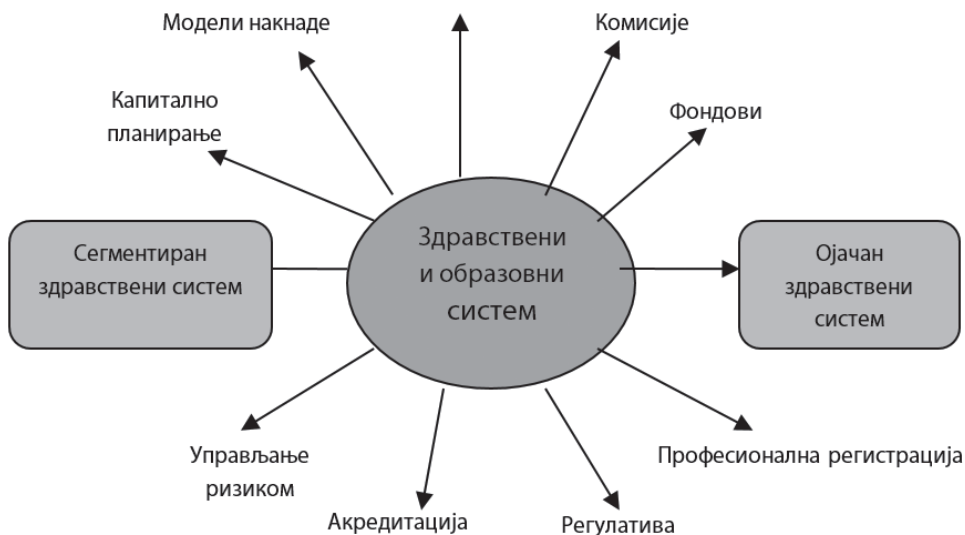 Модели накнаде
Комисије
Капитално
планирање
Фондови
Сегментиран
здравствени систем
Здравствени
и образовни
систем
Ојачан
здравствени
систем
Управљање
ризиком
Професионална регистрација
Акредитација
Регулатива